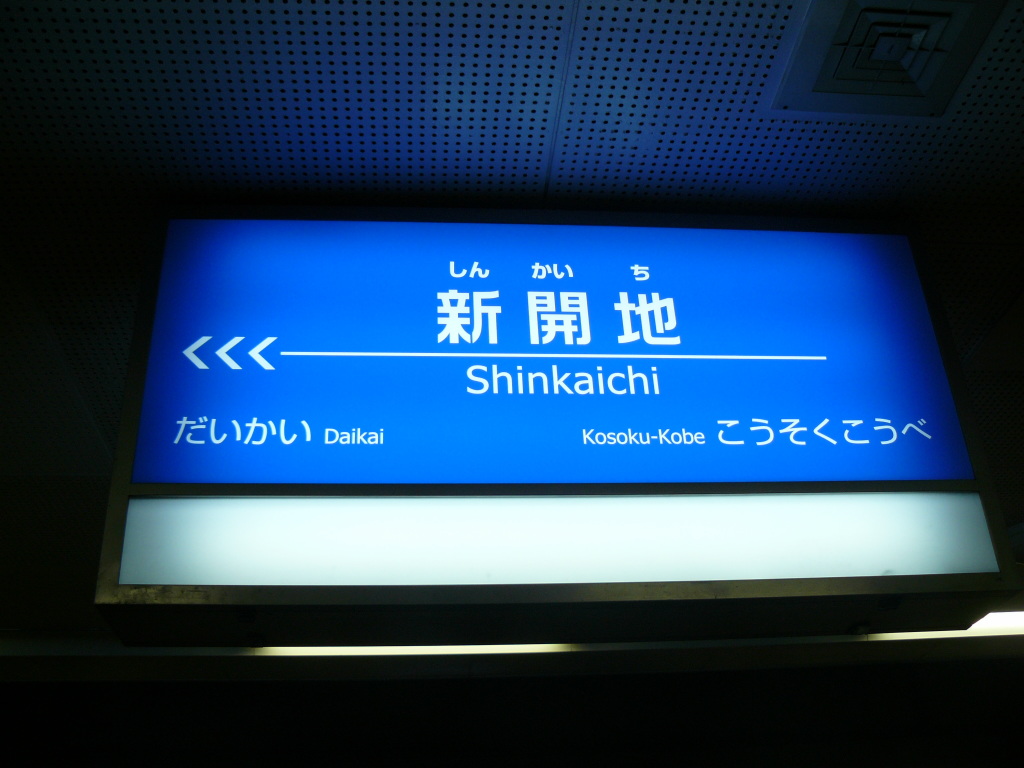 しん かい ち
新開地
Shinkaichi
だいかい Daikai Kosoku-Kobe こうそくこうべ